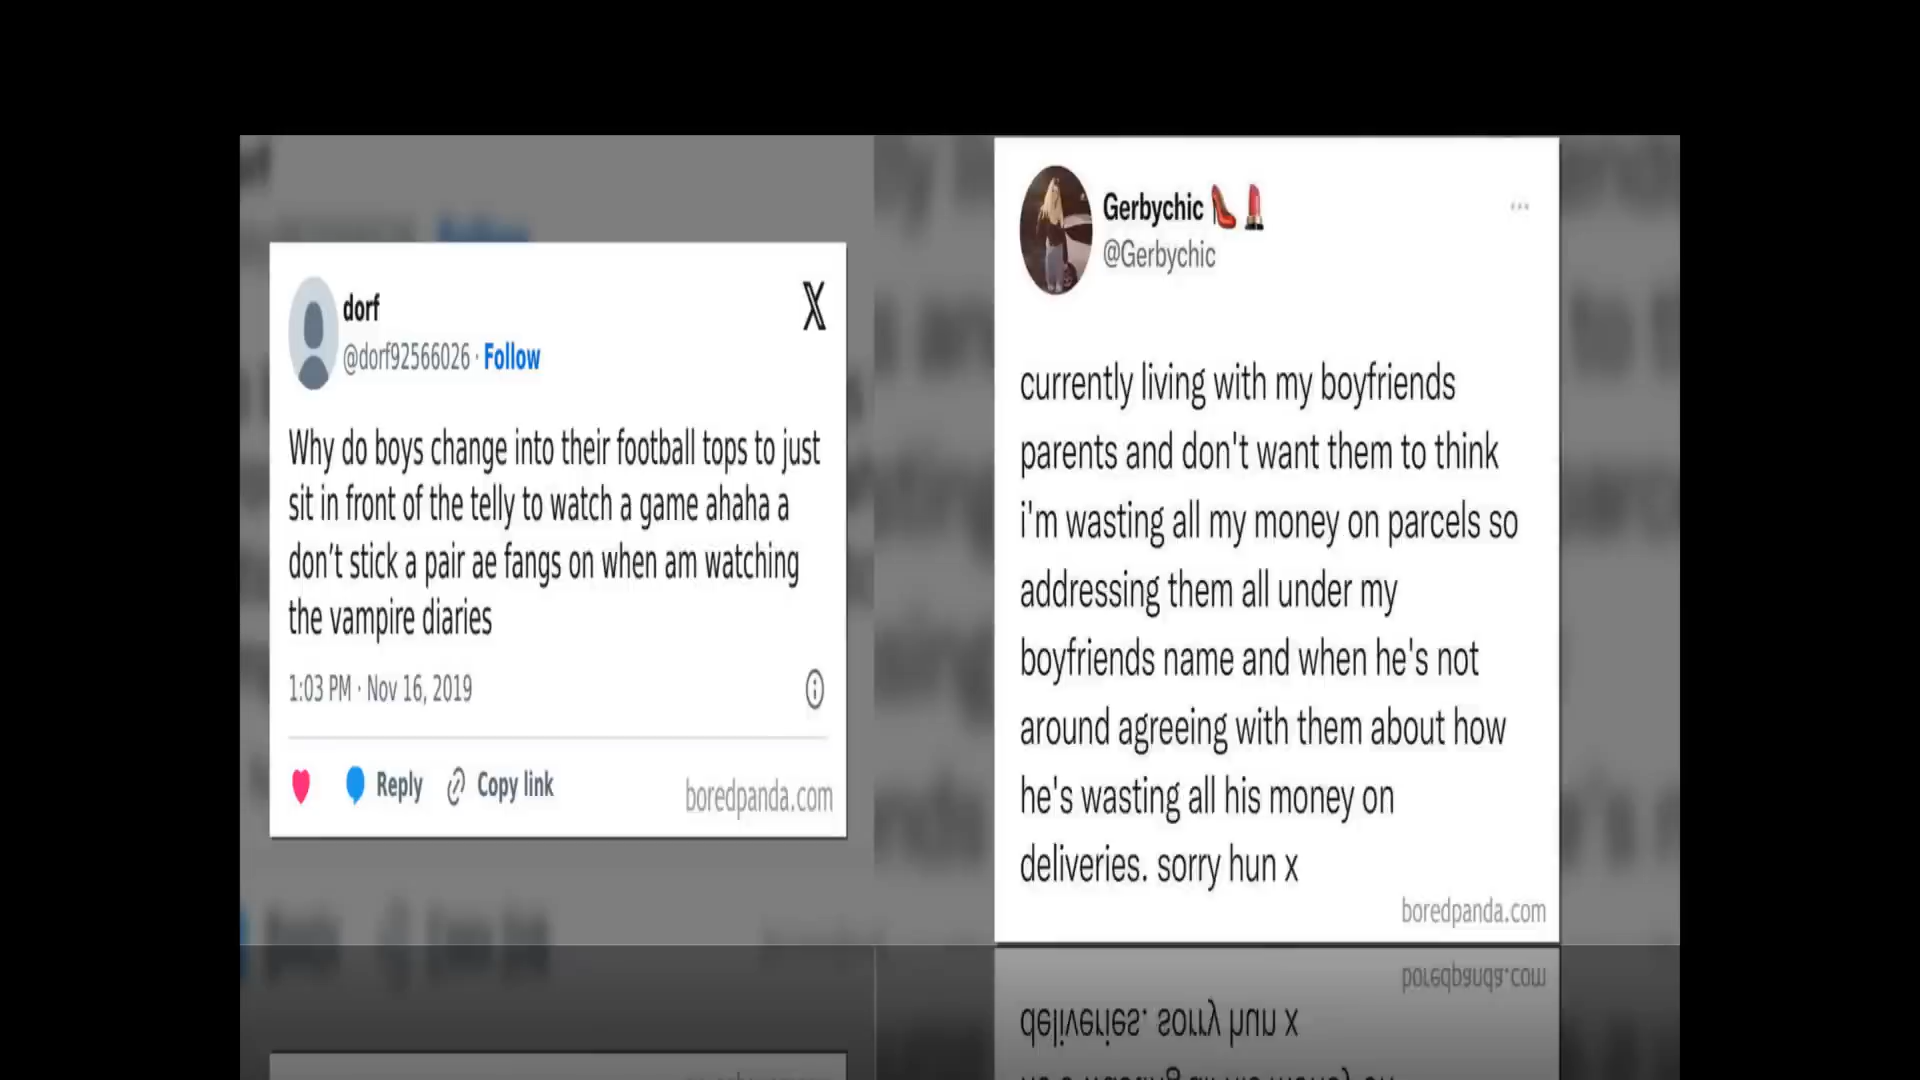 dorf
@dorf92566026 · Follow
Why do boys change into their football tops to just
sit in front of the telly to watch a game ahaha a
don't stick a pair ae fangs on when am watching
the vampire diaries
1:03 PM · Nov 16, 2019
Reply
Copy link
boredpanda.com
Gerbychic 👠💄
@Gerbychic
currently living with my boyfriends
parents and don't want them to think
i'm wasting all my money on parcels so
addressing them all under my
boyfriends name and when he's not
around agreeing with them about how
he's wasting all his money on
deliveries. sorry hun x
boredpanda.com